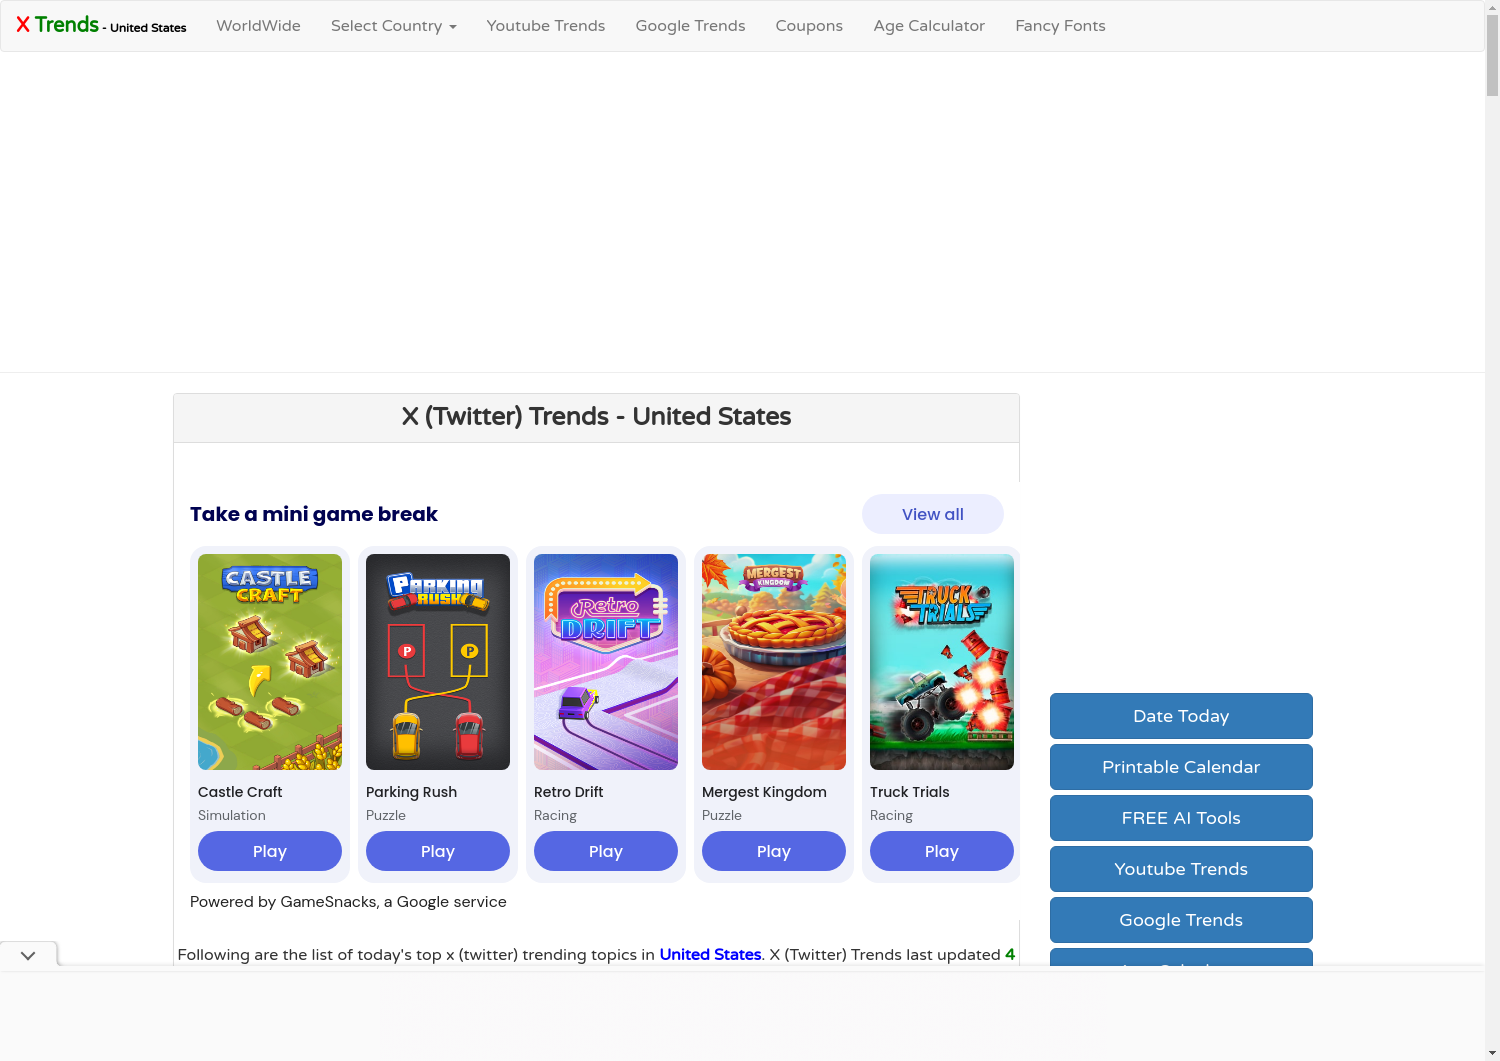 X Trends - United States WorldWide Select Country Youtube Trends Google Trends Coupons Age Calculator Fancy Fonts
X (Twitter) Trends - United States
Take a mini game break
View all
CASTLE CRAFT
PARKING RUSH
P P
Retro DRIFT
MERGEST KINGDOM
TRUCK TRIALS
Castle Craft
Simulation
Play
Parking Rush
Puzzle
Play
Retro Drift
Racing
Play
Mergest Kingdom
Puzzle
Play
Truck Trials
Racing
Play
Powered by GameSnacks, a Google service
Following are the list of today's top x (twitter) trending topics in United States. X (Twitter) Trends last updated 4
Date Today
Printable Calendar
FREE AI Tools
Youtube Trends
Google Trends